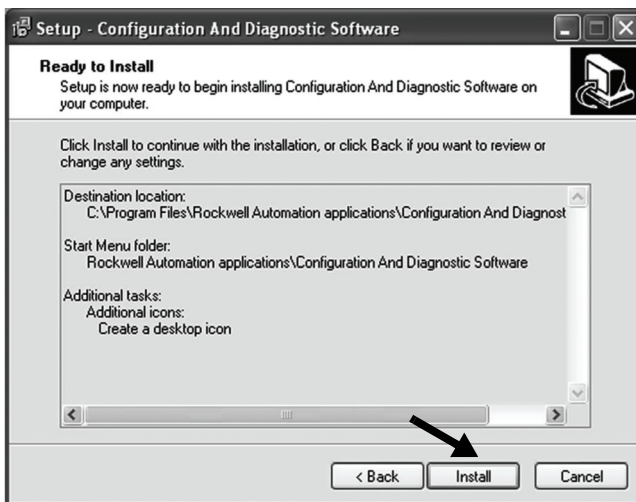 Setup - Configuration And Diagnostic Software
Ready to Install
Setup is now ready to begin installing Configuration And Diagnostic Software on
your computer.
Click Install to continue with the installation, or click Back if you want to review or
change any settings.
Destination location:
C:\Program Files\Rockwell Automation applications\Configuration And Diagnost
Start Menu folder:
Rockwell Automation applications\Configuration And Diagnostic Software
Additional tasks:
Additional icons:
Create a desktop icon
< Back Install Cancel